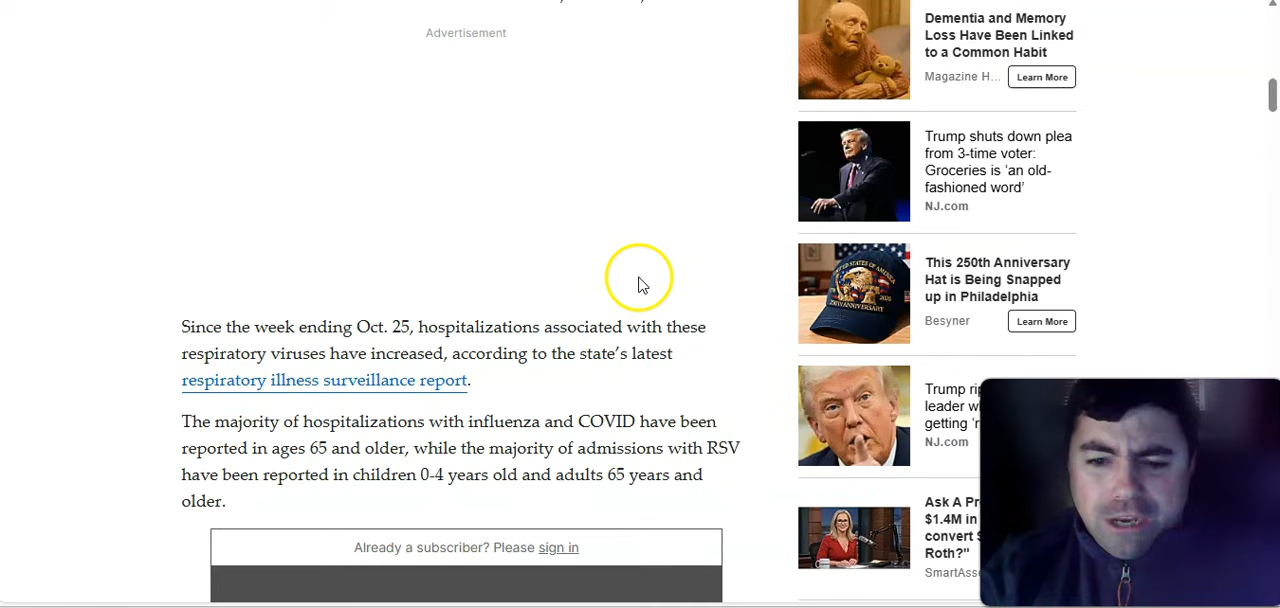 Advertisement
Since the week ending Oct. 25, hospitalizations associated with these
respiratory viruses have increased, according to the state’s latest
respiratory illness surveillance report.
The majority of hospitalizations with influenza and COVID have been
reported in ages 65 and older, while the majority of admissions with RSV
have been reported in children 0-4 years old and adults 65 years and
older.
Already a subscriber? Please sign in
Dementia and Memory
Loss Have Been Linked
to a Common Habit
Magazine H...
Learn More
Trump shuts down plea
from 3-time voter:
Groceries is ‘an old-
fashioned word’
NJ.com
This 250th Anniversary
Hat is Being Snapped
up in Philadelphia
Besyner
Learn More
Trump
leader
getting
NJ.com
Ask A
$1.4M in
convert
Roth?"